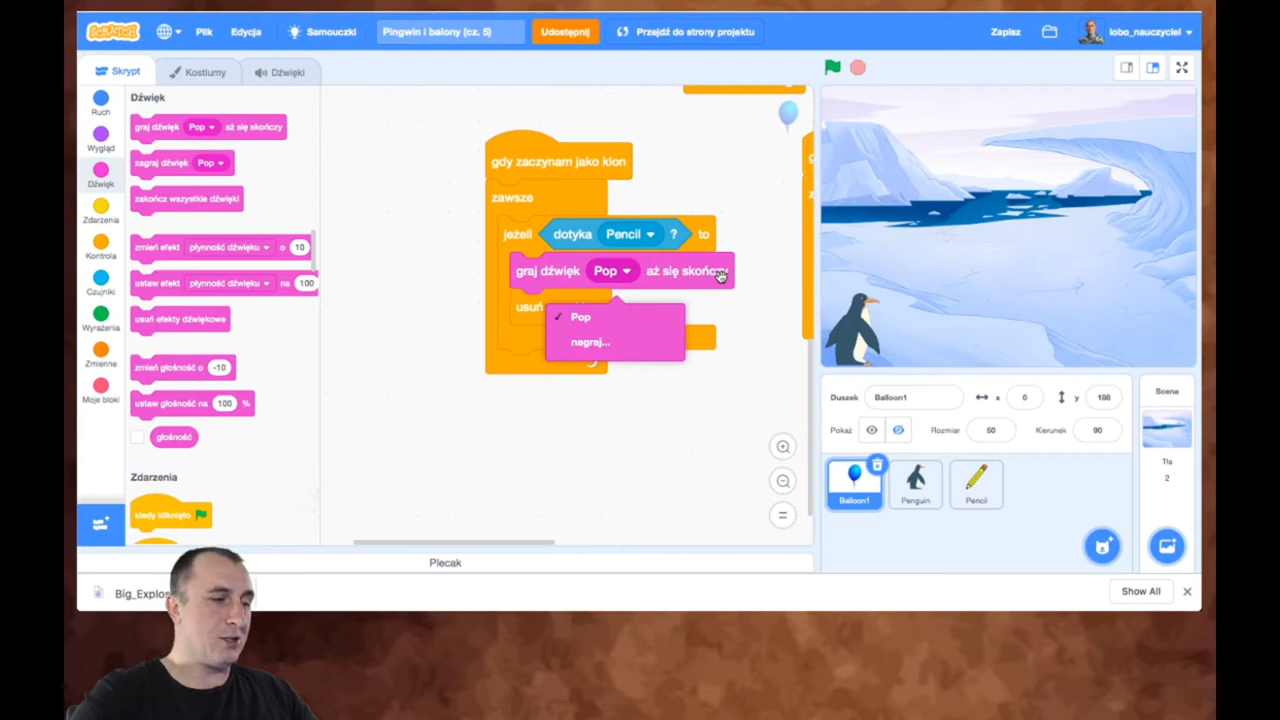 SCRATCH
Plik
Edycja
Samouczki
Pingwin i balony (cz. 5)
Udostępnij
Przejdź do strony projektu
Zapisz
lobo_nauczyciel
Skrypt
Kostiumy
Dźwięki
Ruch
Wygląd
Dźwięk
Zdarzenia
Kontrola
Czujniki
Wyrażenia
Zmienne
Moje bloki
Dźwięk
graj dźwięk Pop aż się skończy
zagraj dźwięk Pop
zakończ wszystkie dźwięki
zmień efekt płynność dźwięku o 10
ustaw efekt płynność dźwięku na 100
usuń efekty dźwiękowe
zmień głośność o -10
ustaw głośność na 100 %
głośność
Zdarzenia
kiedy kliknięto
gdy zaczynam jako klon
zawsze
jeżeli dotyka Pencil ? to
graj dźwięk Pop aż się skończy
usuń
Pop
nagraj...
Duszek Balloon1 x 0 y 188
Pokaz Rozmiar 50 Kierunek 90
Balloon1
Penguin
Pencil
Scena
Tła
2
Plecak
Show All